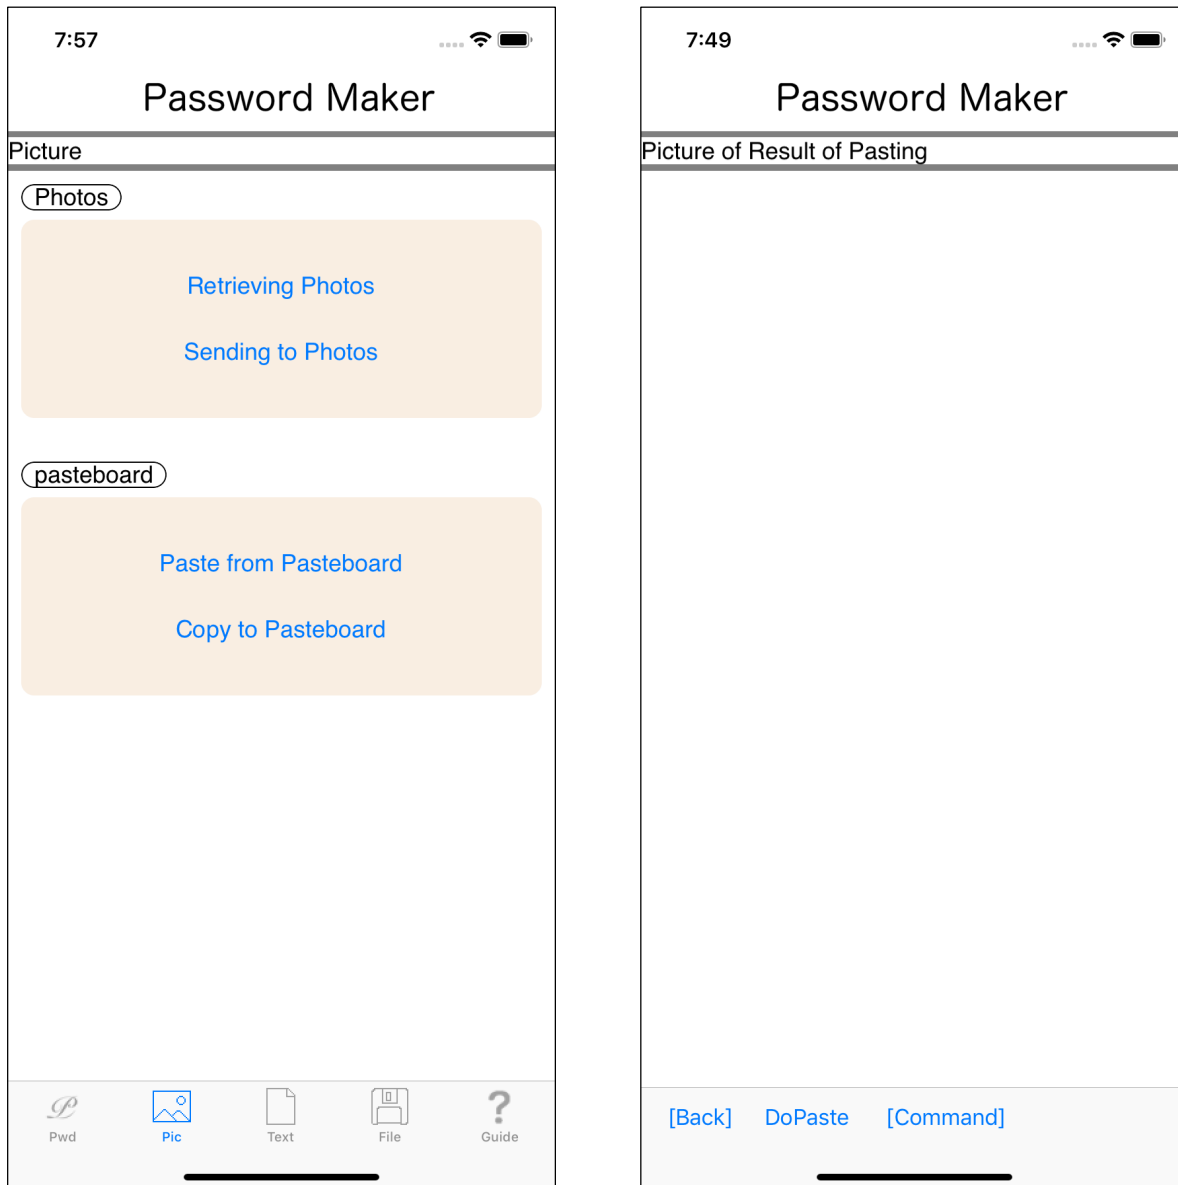 7:57
Password Maker
Picture
Photos
Retrieving Photos
Sending to Photos
pasteboard
Paste from Pasteboard
Copy to Pasteboard
Pwd
Pic
Text
File
Guide
7:49
Password Maker
Picture of Result of Pasting
[Back] DoPaste [Command]